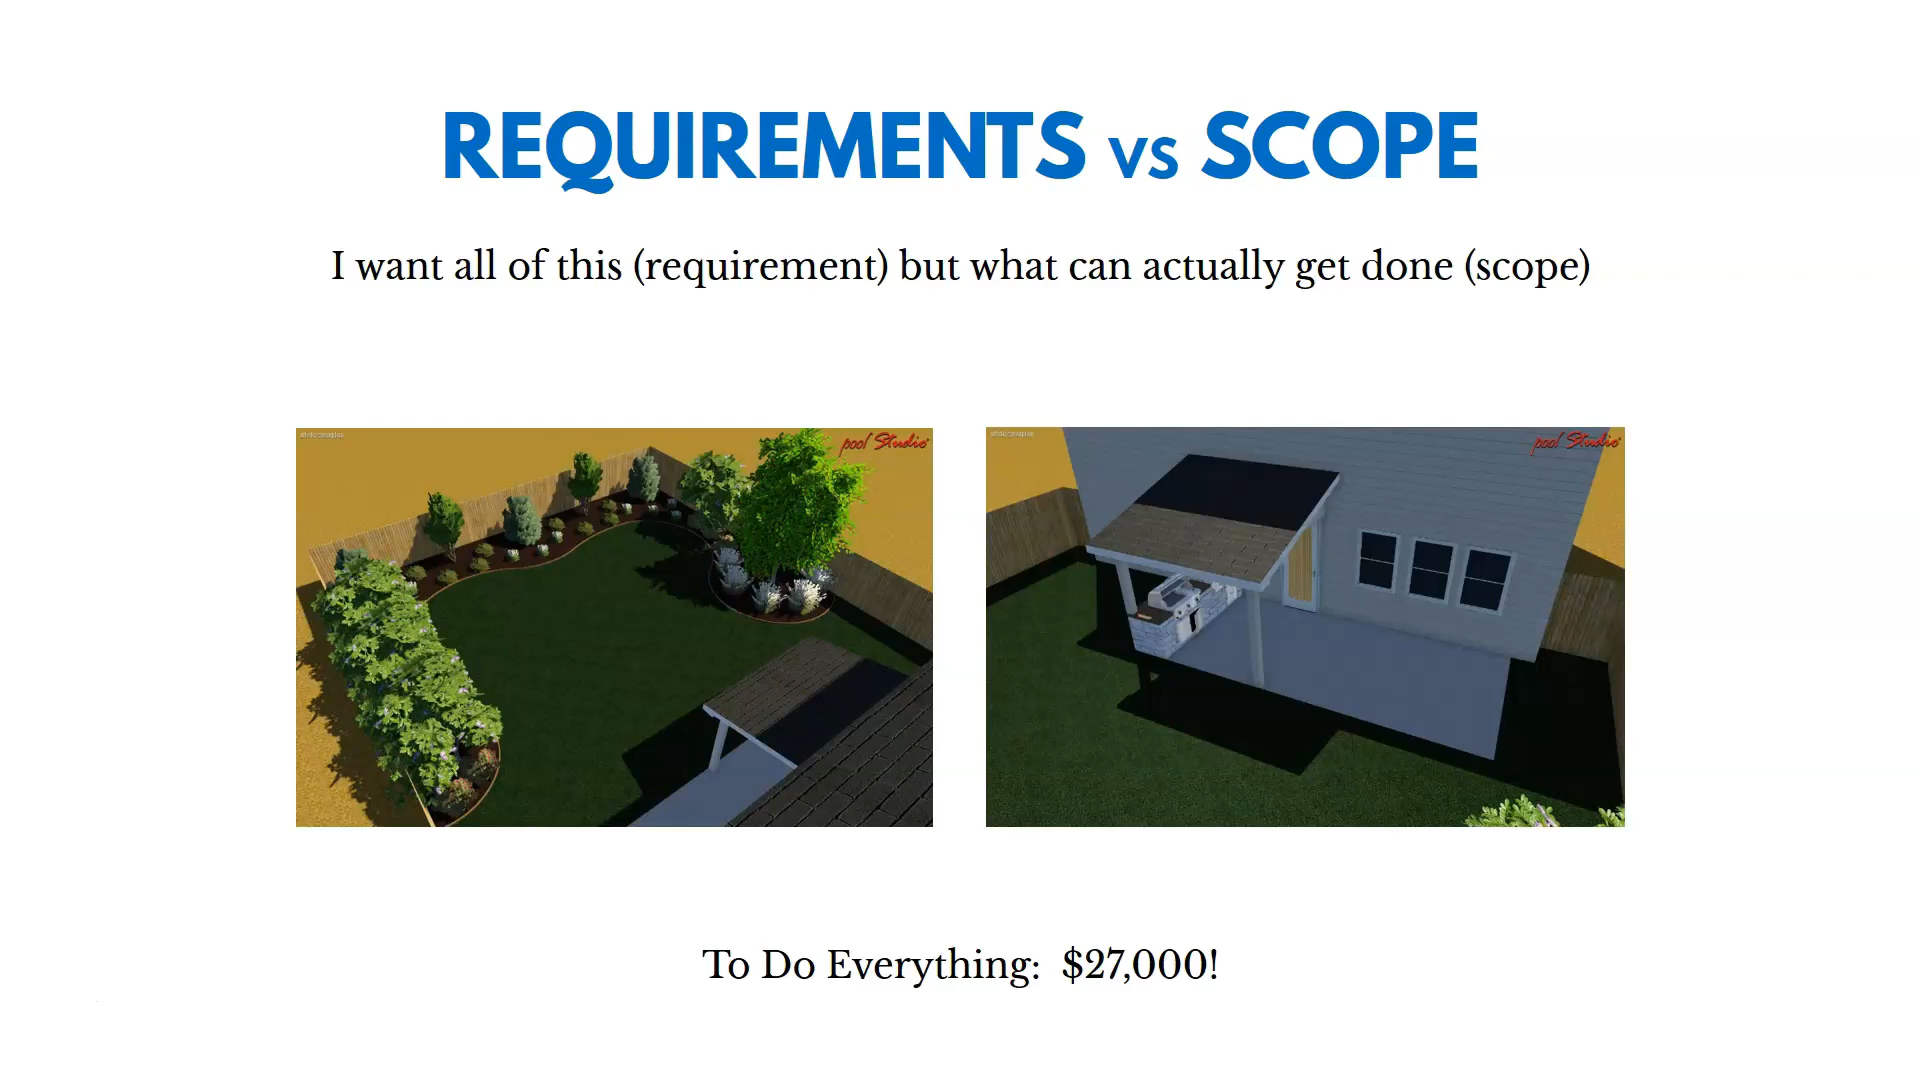 REQUIREMENTS vs SCOPE
I want all of this (requirement) but what can actually get done (scope)
pool Studio
pool Studio
To Do Everything: $27,000!